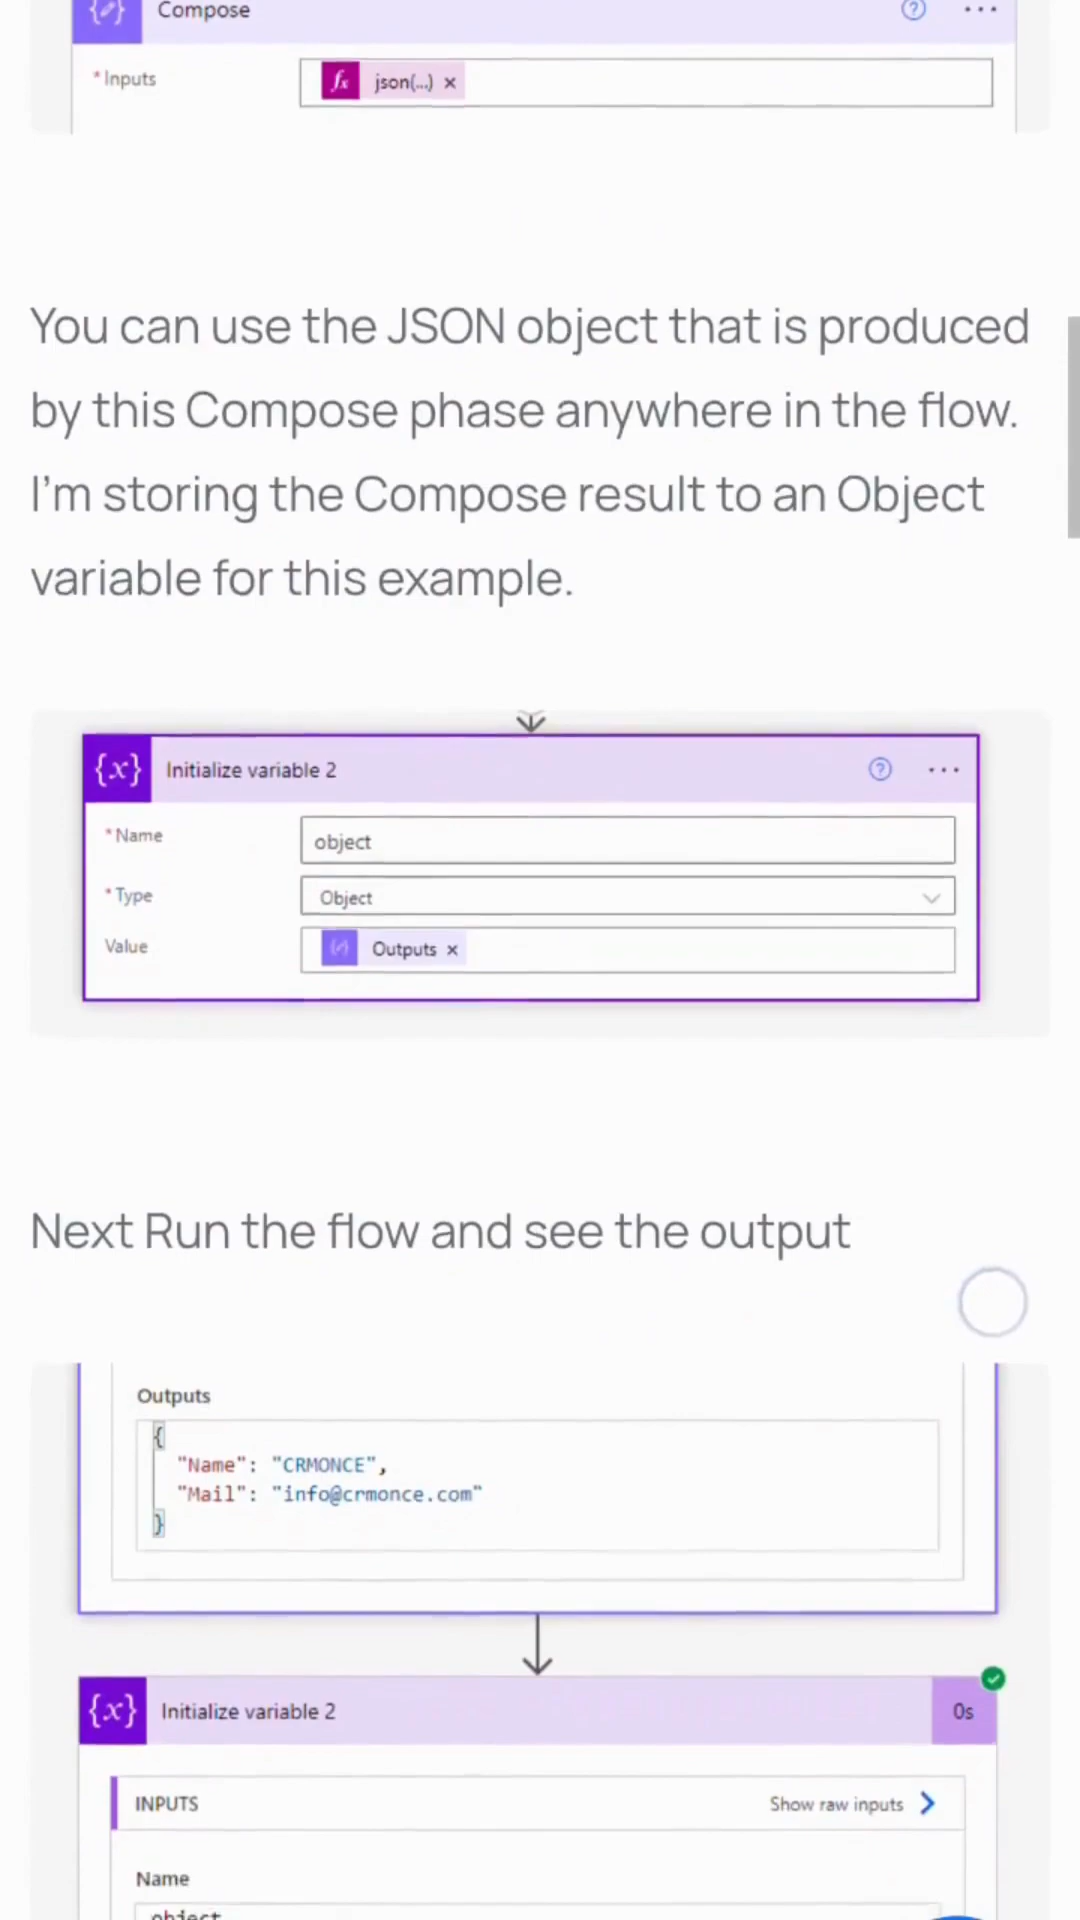 Compose
* Inputs
fx json(...) ×
You can use the JSON object that is produced
by this Compose phase anywhere in the flow.
I'm storing the Compose result to an Object
variable for this example.
{x} Initialize variable 2
* Name
object
* Type
Object
Value
Outputs ×
Next Run the flow and see the output
Outputs
{
"Name": "CRMONCE",
"Mail": "info@crmonce.com"
}
{x} Initialize variable 2
0s
INPUTS
Show raw inputs
Name
object